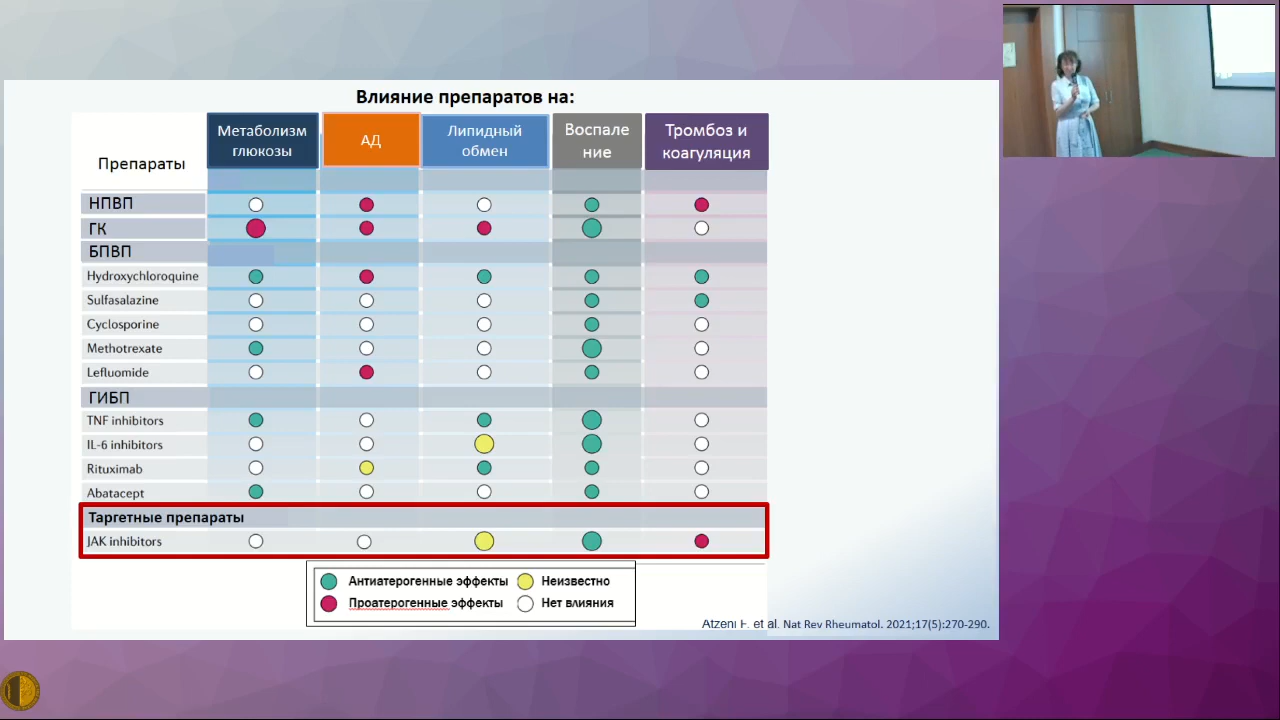 Влияние препаратов на:
Препараты
Метаболизм
глюкозы
АД
Липидный
обмен
Воспале
ние
Тромбоз и
коагуляция
НПВП
ГК
БПВП
Hydroxychloroquine
Sulfasalazine
Cyclosporine
Methotrexate
Lefluomide
ГИБП
TNF inhibitors
IL-6 inhibitors
Rituximab
Abatacept
Таргетные препараты
JAK inhibitors
Антиатерогенные эффекты
Неизвестно
Проатерогенные эффекты
Нет влияния
Atzeni F. et al. Nat Rev Rheumatol. 2021;17(5):270-290.